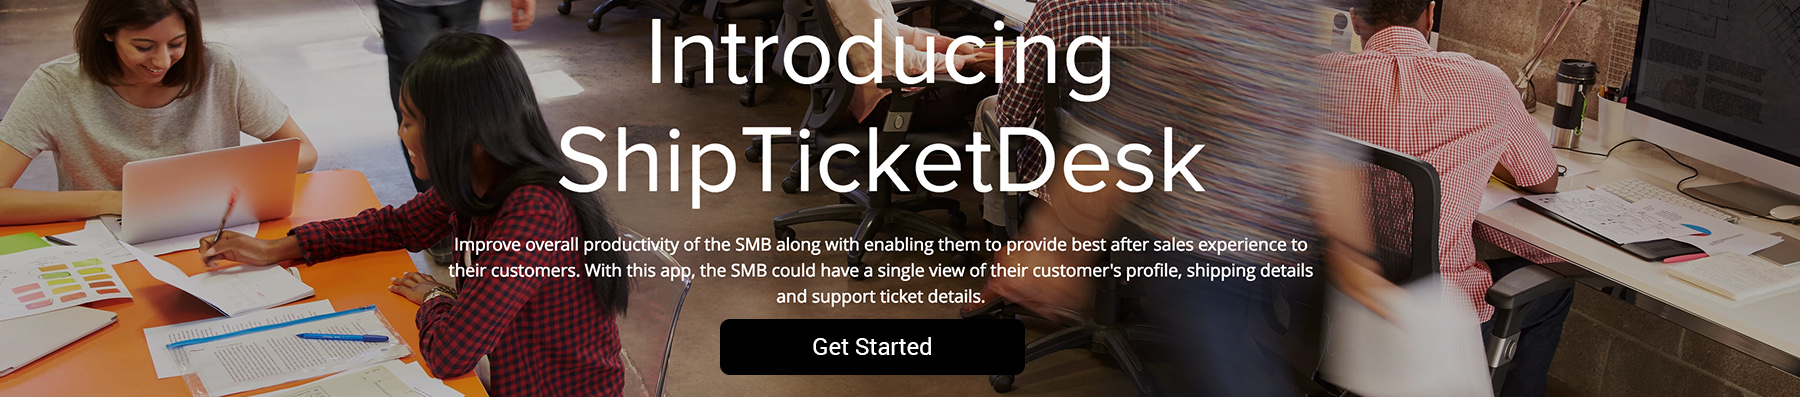 Introducing
ShipTicketDesk
Improve overall productivity of the SMB along with enabling them to provide best after sales experience to
their customers. With this app, the SMB could have a single view of their customer's profile, shipping details
and support ticket details.
Get Started